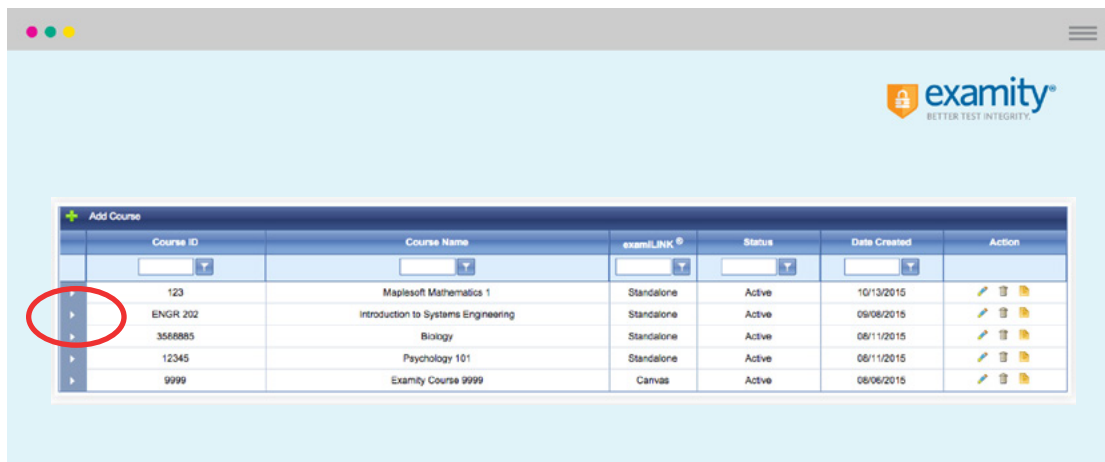 examity®
BETTER TEST INTEGRITY.
Add Course
Course ID Course Name examiLINK® Status Date Created Action
123 Maplesoft Mathematics 1 Standalone Active 10/13/2015
ENGR 202 Introduction to Systems Engineering Standalone Active 09/08/2015
3568885 Biology Standalone Active 08/11/2015
12345 Psychology 101 Standalone Active 08/11/2015
9999 Examity Course 9999 Canvas Active 08/06/2015